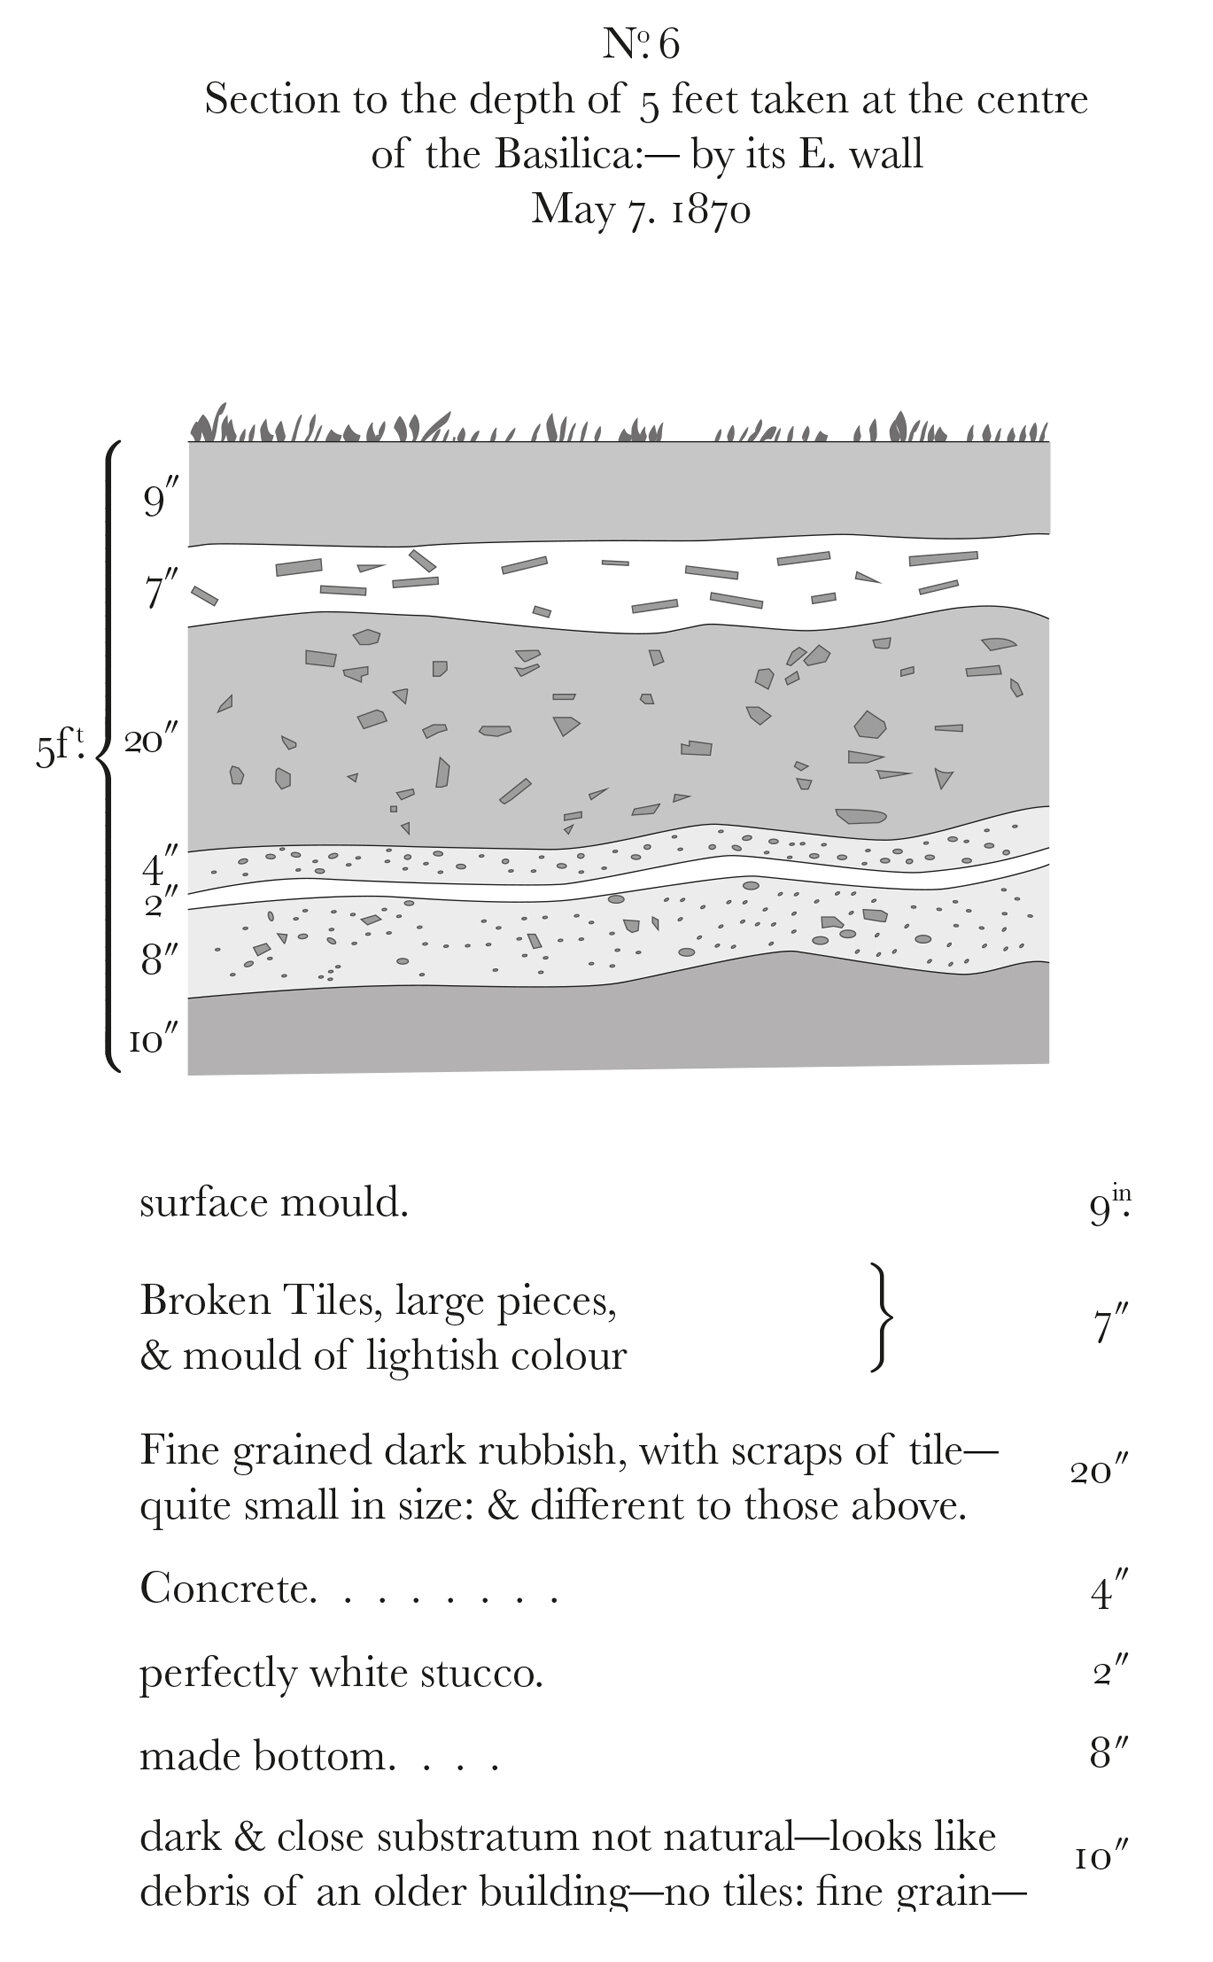 Nº. 6
Section to the depth of 5 feet taken at the centre
of the Basilica:— by its E. wall
May 7. 1870
9″
7″
20″
5f.ᵗ
4″
2″
8″
10″
surface mould. 9in.
Broken Tiles, large pieces,
& mould of lightish colour } 7″
Fine grained dark rubbish, with scraps of tile—
quite small in size: & different to those above. 20″
Concrete. . . . . . . . 4″
perfectly white stucco. 2″
made bottom. . . . 8″
dark & close substratum not natural—looks like
debris of an older building—no tiles: fine grain— 10″